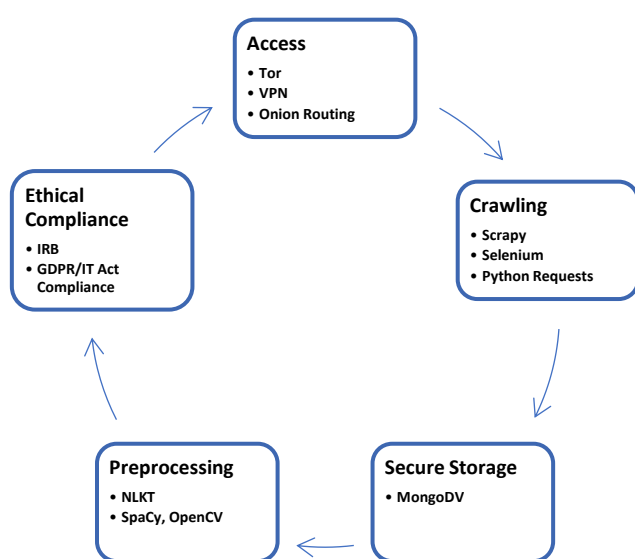 Access
• Tor
• VPN
• Onion Routing
Crawling
• Scrapy
• Selenium
• Python Requests
Secure Storage
• MongoDV
Preprocessing
• NLKT
• SpaCy, OpenCV
Ethical
Compliance
• IRB
• GDPR/IT Act
Compliance